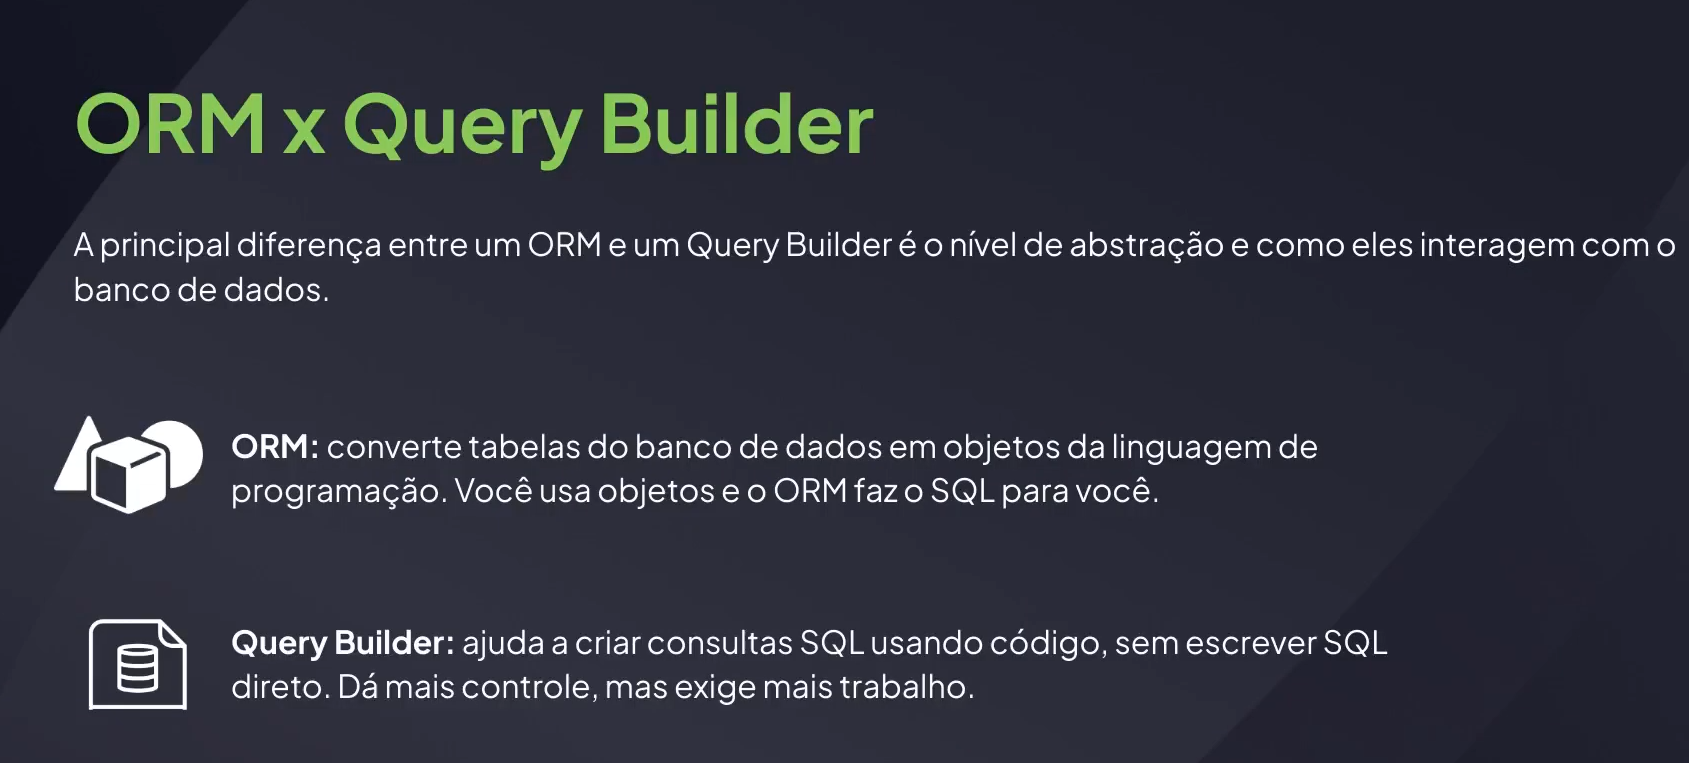 ORM x Query Builder
A principal diferença entre um ORM e um Query Builder é o nível de abstração e como eles interagem com o
banco de dados.
ORM: converte tabelas do banco de dados em objetos da linguagem de
programação. Você usa objetos e o ORM faz o SQL para você.
Query Builder: ajuda a criar consultas SQL usando código, sem escrever SQL
direto. Dá mais controle, mas exige mais trabalho.